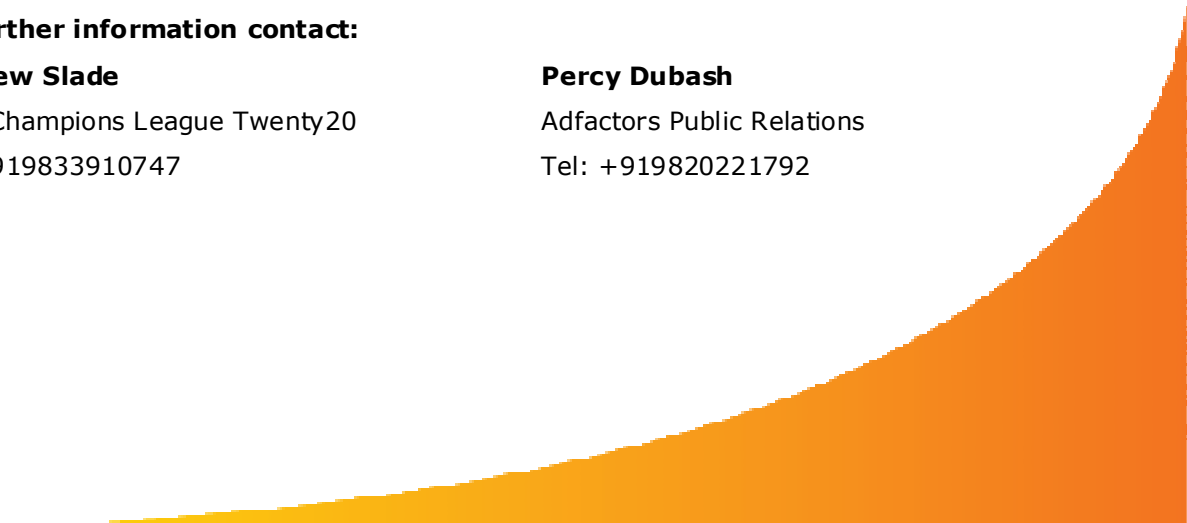 rther information contact:
ew Slade
Champions League Twenty20
919833910747
Percy Dubash
Adfactors Public Relations
Tel: +919820221792